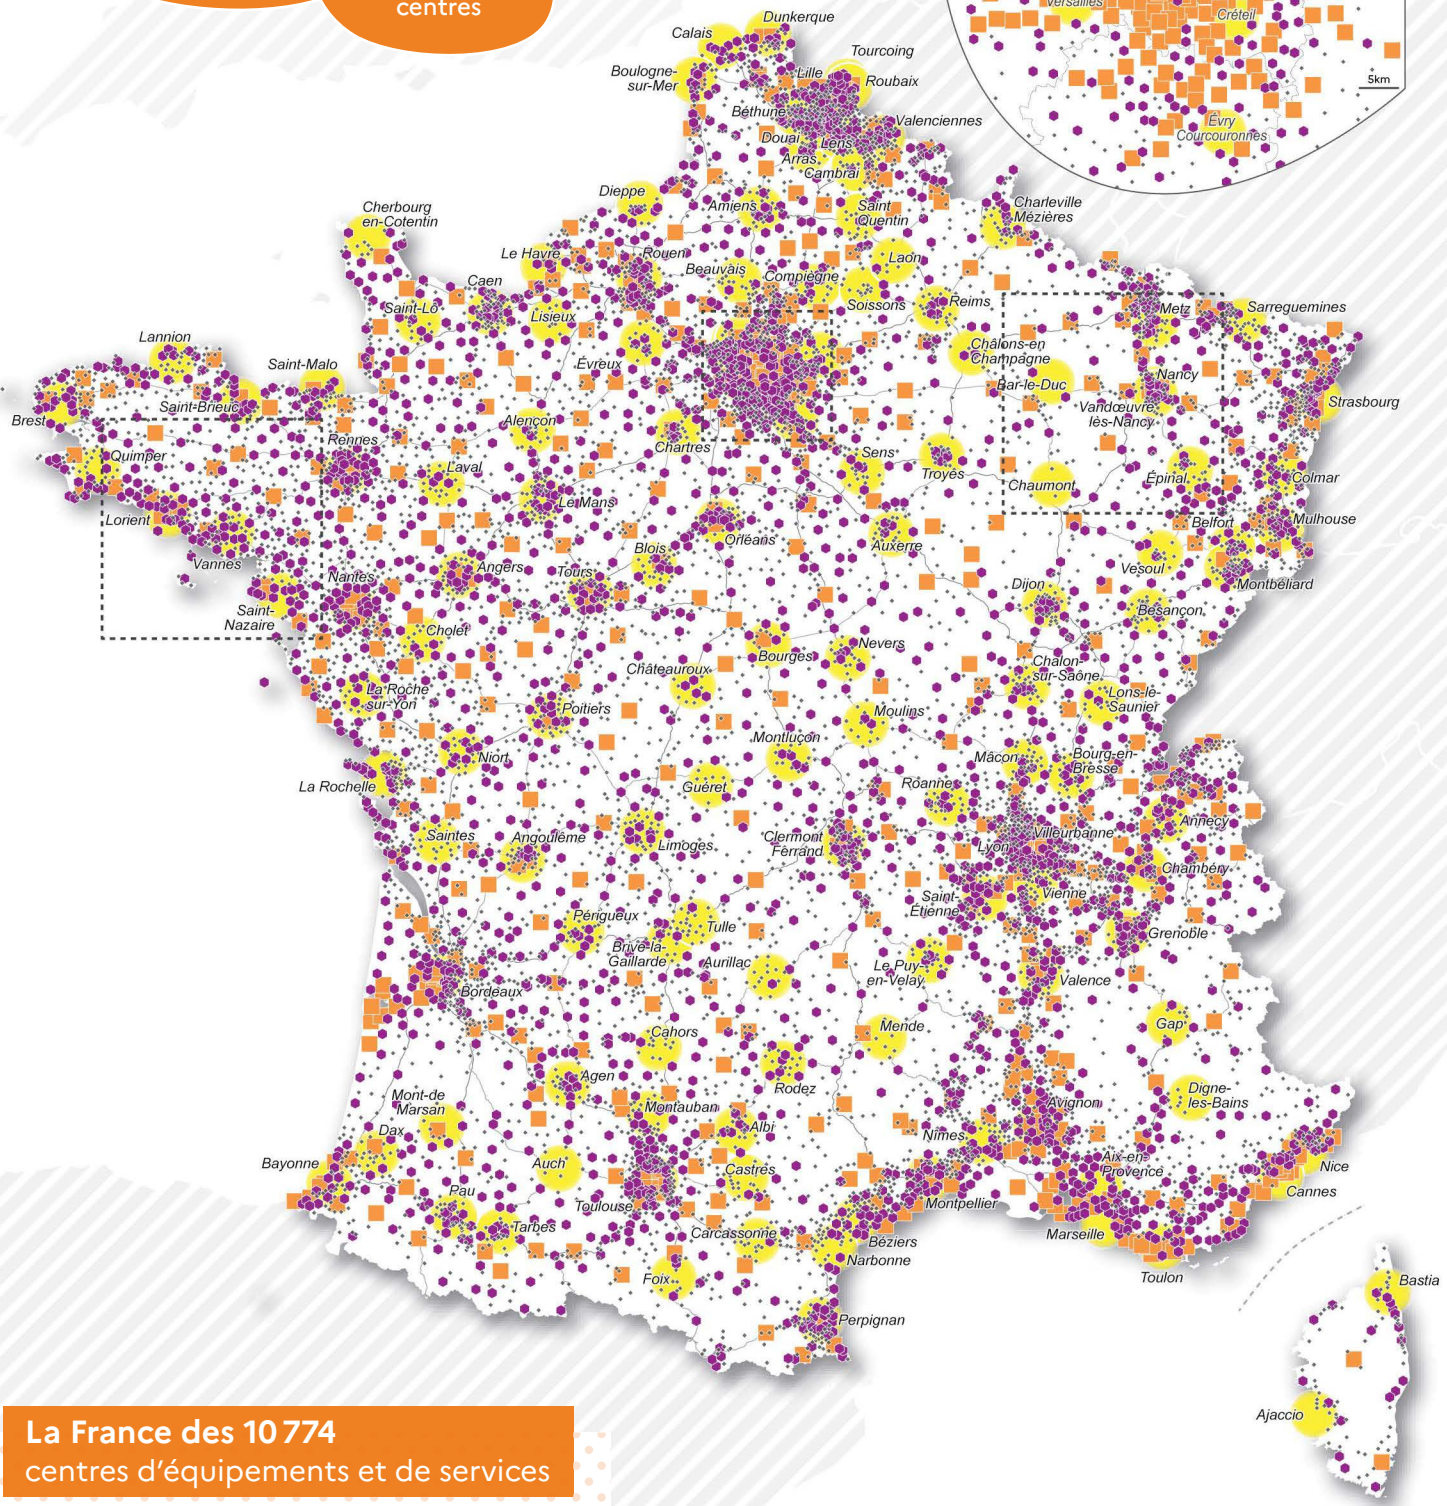 centres
Versailles
Créteil
5km
Évry
Courcouronnes
Dunkerque
Calais
Tourcoing
Boulogne-
sur-Mer
Lille
Roubaix
Béthune
Valenciennes
Douai
Lens
Arras
Cambrai
Dieppe
Amiens
Saint
Quentin
Charleville
Mézières
Cherbourg
en-Cotentin
Le Havre
Rouen
Beauvais
Compiègne
Laon
Caen
Soissons
Reims
Saint-Lô
Lisieux
Metz
Sarreguemines
Lannion
Saint-Malo
Évreux
Châlons-en
Champagne
Bar-le-Duc
Nancy
Vandœuvre-
lès-Nancy
Strasbourg
Brest
Saint-Brieuc
Alençon
Chartres
Rennes
Quimper
Laval
Sens
Troyes
Chaumont
Épinal
Colmar
Le Mans
Lorient
Orléans
Auxerre
Belfort
Mulhouse
Vannes
Blois
Angers
Tours
Vesoul
Montbéliard
Nantes
Dijon
Besançon
Saint-
Nazaire
Cholet
Bourges
Nevers
Châteauroux
Chalon-
sur-Saône
Lons-le-
Saunier
La Roche
sur-Yon
Poitiers
Moulins
Montluçon
Niort
Mâcon
Bourg-en-
Bresse
La Rochelle
Guéret
Roanne
Annecy
Saintes
Angoulême
Limoges
Clermont
Ferrand
Villeurbanne
Lyon
Chambéry
Vienne
Saint-
Étienne
Périgueux
Tulle
Grenoble
Brive-la-
Gaillarde
Aurillac
Le Puy-
en-Velay
Valence
Bordeaux
Mende
Gap
Cahors
Rodez
Agen
Digne-
les-Bains
Mont-de
Marsan
Montauban
Avignon
Albi
Dax
Nîmes
Bayonne
Auch
Castres
Aix-en-
Provence
Nice
Cannes
Pau
Toulouse
Montpellier
Tarbes
Carcassonne
Béziers
Narbonne
Marseille
Toulon
Foix
Bastia
Perpignan
Ajaccio
La France des 10 774
centres d'équipements et de services